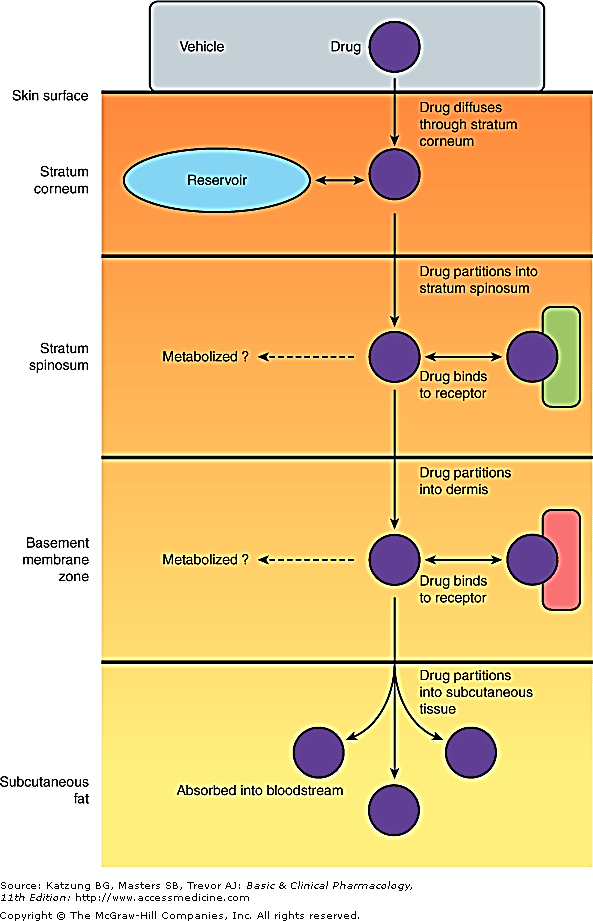 Vehicle
Drug
Skin surface
Drug diffuses
through stratum
corneum
Stratum
corneum
Reservoir
Drug partitions into
stratum spinosum
Stratum
spinosum
Metabolized ?
Drug binds
to receptor
Drug partitions
into dermis
Basement
membrane
zone
Metabolized ?
Drug binds
to receptor
Drug partitions
into subcutaneous
tissue
Subcutaneous
fat
Absorbed into bloodstream
Source: Katzung BG, Masters SB, Trevor AJ: Basic & Clinical Pharmacology,
11th Edition: http://www.accessmedicine.com
Copyright © The McGraw-Hill Companies, Inc. All rights reserved.